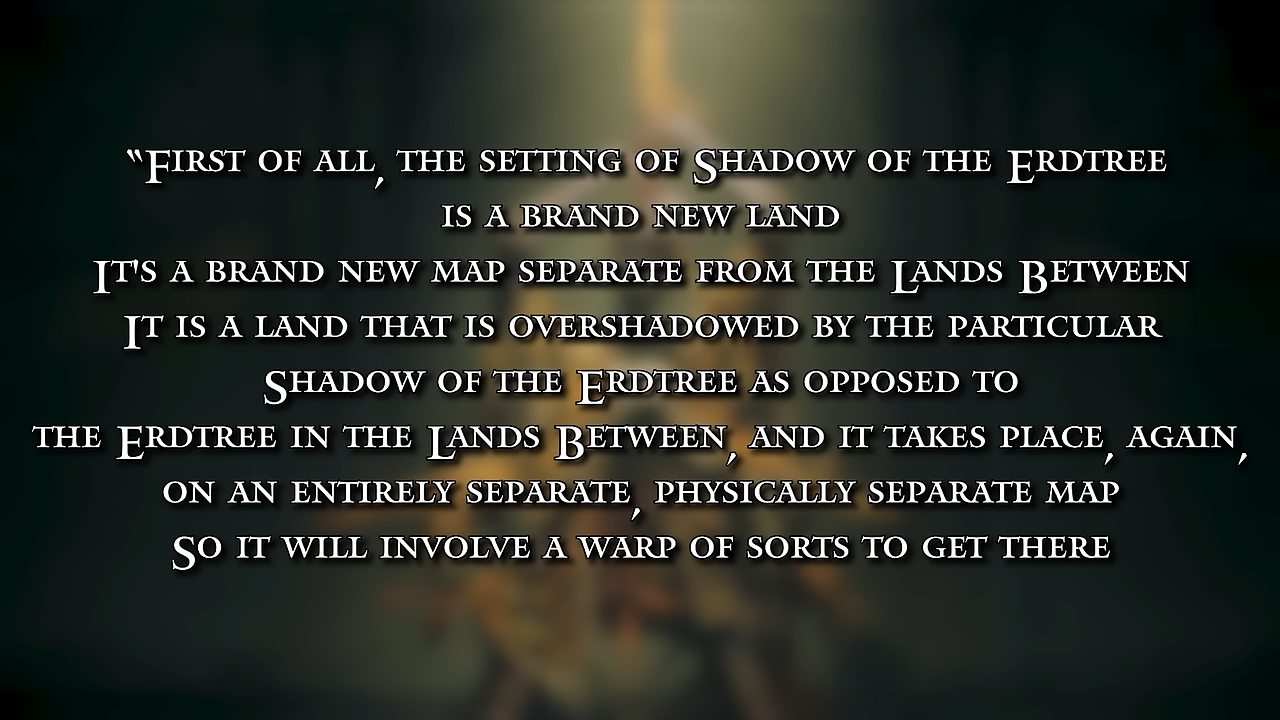 “First of all, the setting of Shadow of the Erdtree
is a brand new land
It's a brand new map separate from the Lands Between
It is a land that is overshadowed by the particular
Shadow of the Erdtree as opposed to
the Erdtree in the Lands Between, and it takes place, again,
on an entirely separate, physically separate map
So it will involve a warp of sorts to get there